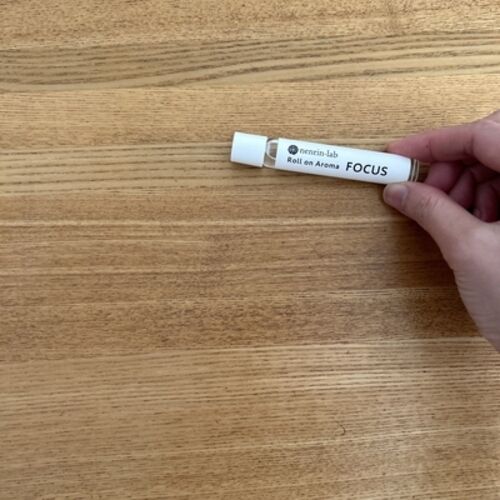 nenrin-lab
Roll on Aroma FOCUS